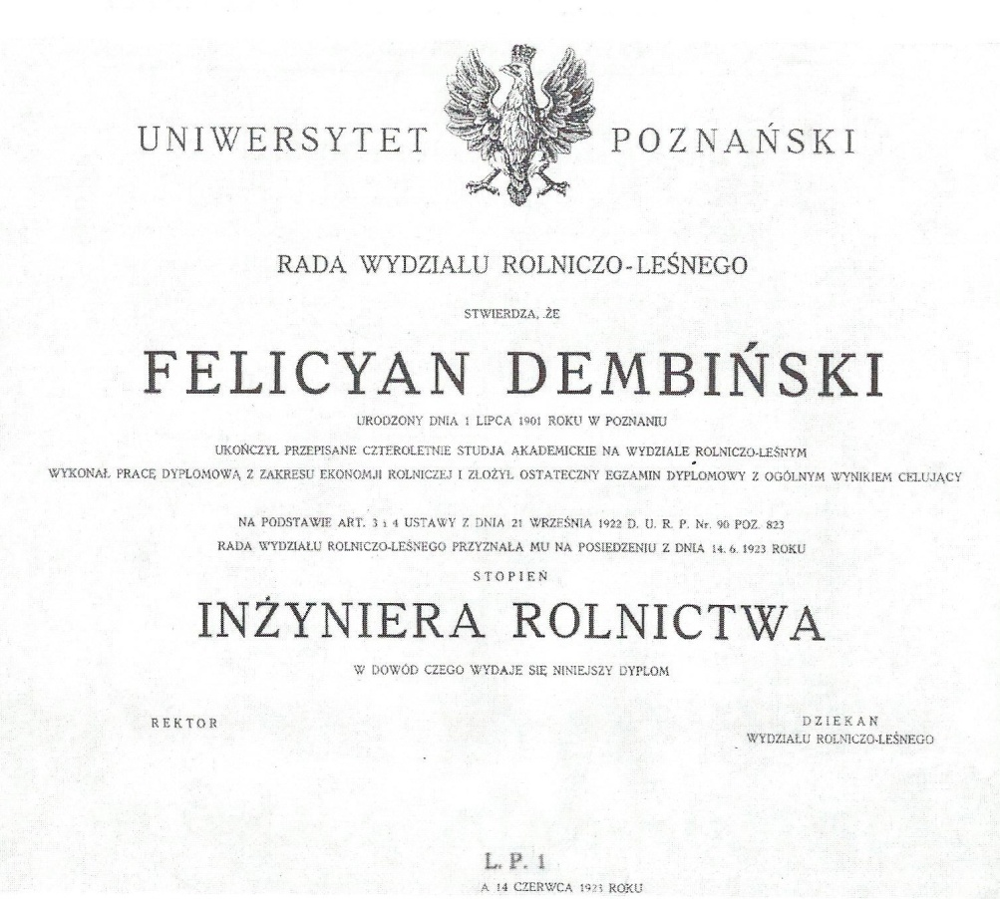 UNIWERSYTET POZNAŃSKI
RADA WYDZIAŁU ROLNICZO-LEŚNEGO
STWIERDZA, ŻE
FELICYAN DEMBIŃSKI
URODZONY DNIA 1 LIPCA 1901 ROKU W POZNANIU
UKOŃCZYŁ PRZEPISANE CZTEROLETNIE STUDJA AKADEMICKIE NA WYDZIALE ROLNICZO-LEŚNYM
WYKONAŁ PRACĘ DYPLOMOWĄ Z ZAKRESU EKONOMJI ROLNICZEJ I ZŁOŻYŁ OSTATECZNY EGZAMIN DYPLOMOWY Z OGÓLNYM WYNIKIEM CELUJĄCY
NA PODSTAWIE ART. 3 i 4 USTAWY Z DNIA 21 WRZEŚNIA 1922 D. U. R. P. Nr. 90 POZ. 823
RADA WYDZIAŁU ROLNICZO-LEŚNEGO PRZYZNAŁA MU NA POSIEDZENIU Z DNIA 14. 6. 1923 ROKU
STOPIEŃ
INŻYNIERA ROLNICTWA
W DOWÓD CZEGO WYDAJE SIĘ NINIEJSZY DYPLOM
REKTOR
DZIEKAN
WYDZIAŁU ROLNICZO-LEŚNEGO
L. P. 1
A 14 CZERWCA 1923 ROKU